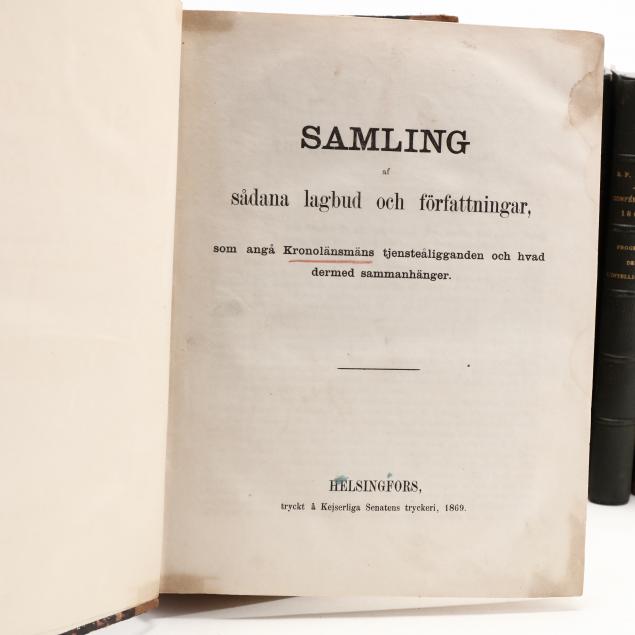 SAMLING
af
sådana lagbud och författningar,
som angå Kronolänsmäns tjensteåligganden och hvad
dermed sammanhänger.
HELSINGFORS,
tryckt å Kejserliga Senatens tryckeri, 1869.